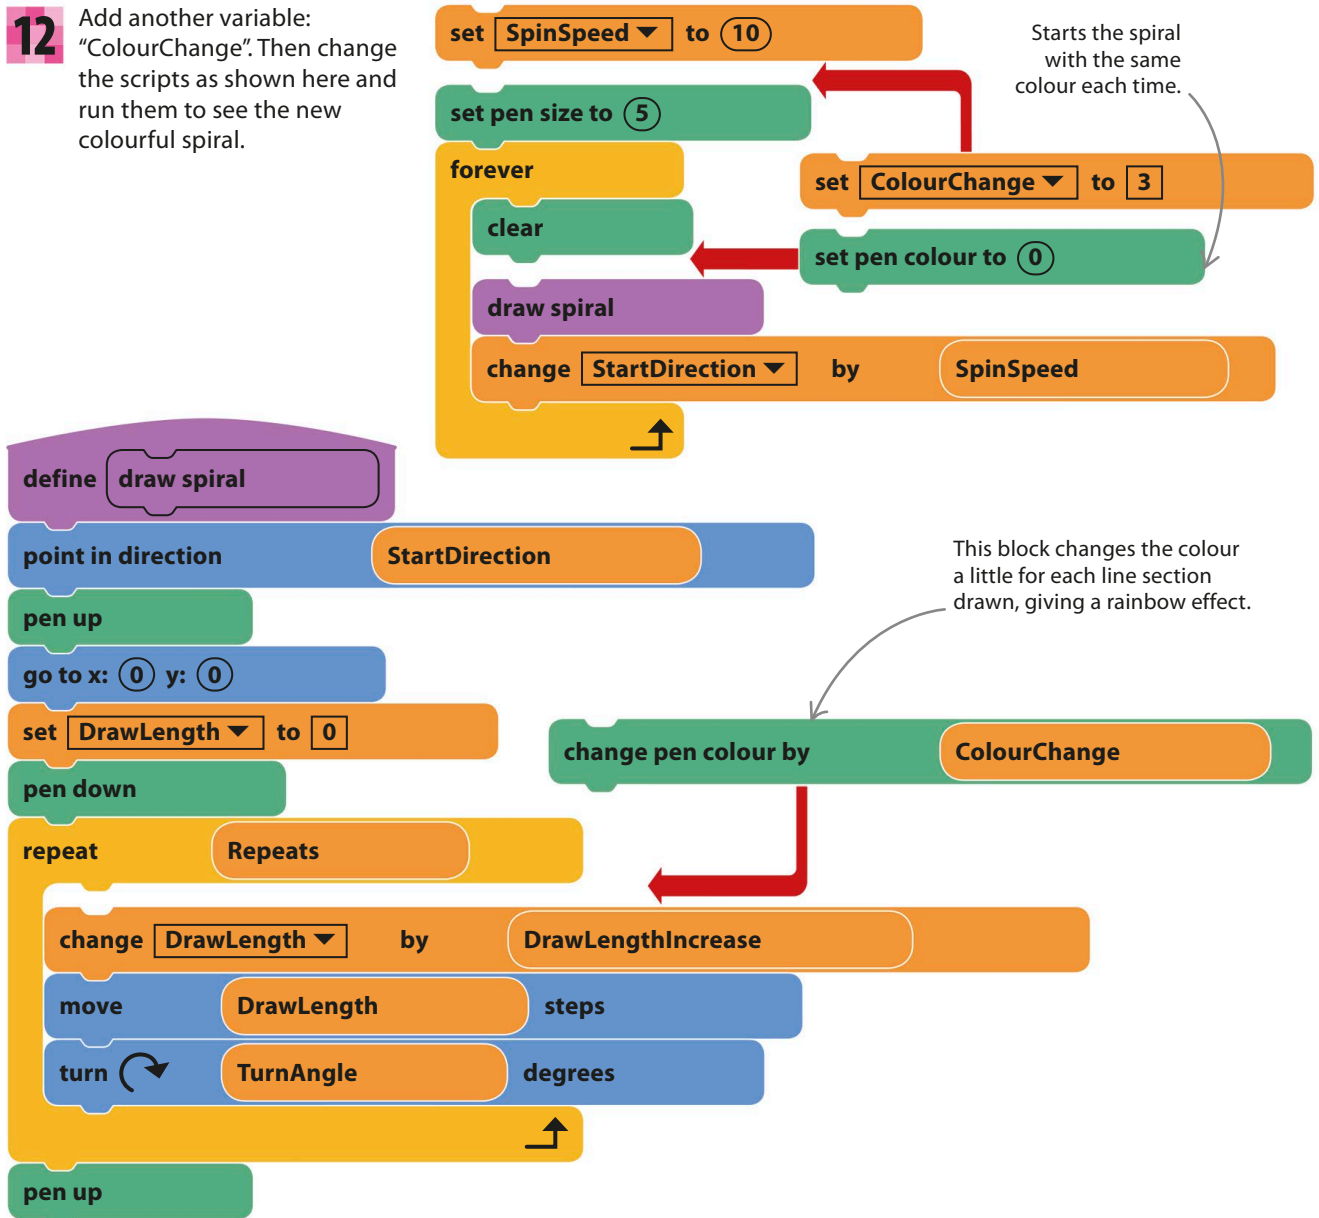 12
Add another variable:
“ColourChange”. Then change
the scripts as shown here and
run them to see the new
colourful spiral.
set SpinSpeed to 10
set pen size to 5
forever
clear
draw spiral
change StartDirection by SpinSpeed
Starts the spiral
with the same
colour each time.
set ColourChange to 3
set pen colour to 0
define draw spiral
point in direction StartDirection
pen up
go to x: 0 y: 0
set DrawLength to 0
pen down
repeat Repeats
change DrawLength by DrawLengthIncrease
move DrawLength steps
turn TurnAngle degrees
pen up
This block changes the colour
a little for each line section
drawn, giving a rainbow effect.
change pen colour by ColourChange